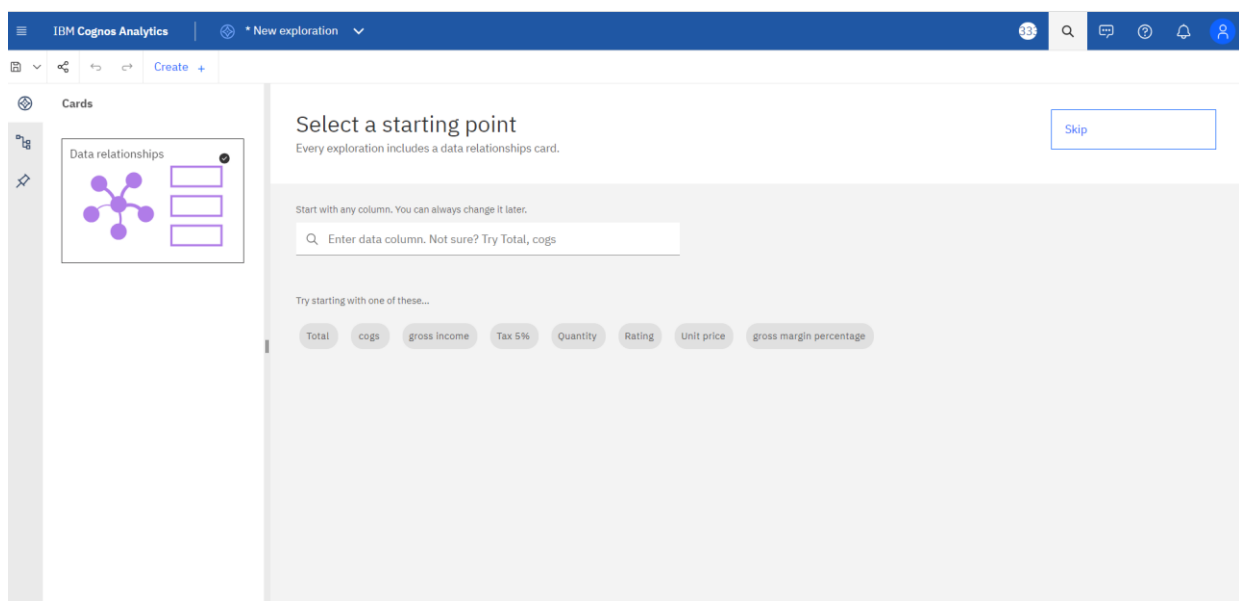 IBM Cognos Analytics * New exploration
Create +
Cards
Data relationships
Select a starting point
Every exploration includes a data relationships card.
Skip
Start with any column. You can always change it later.
Enter data column. Not sure? Try Total, cogs
Try starting with one of these...
Total cogs gross income Tax 5% Quantity Rating Unit price gross margin percentage